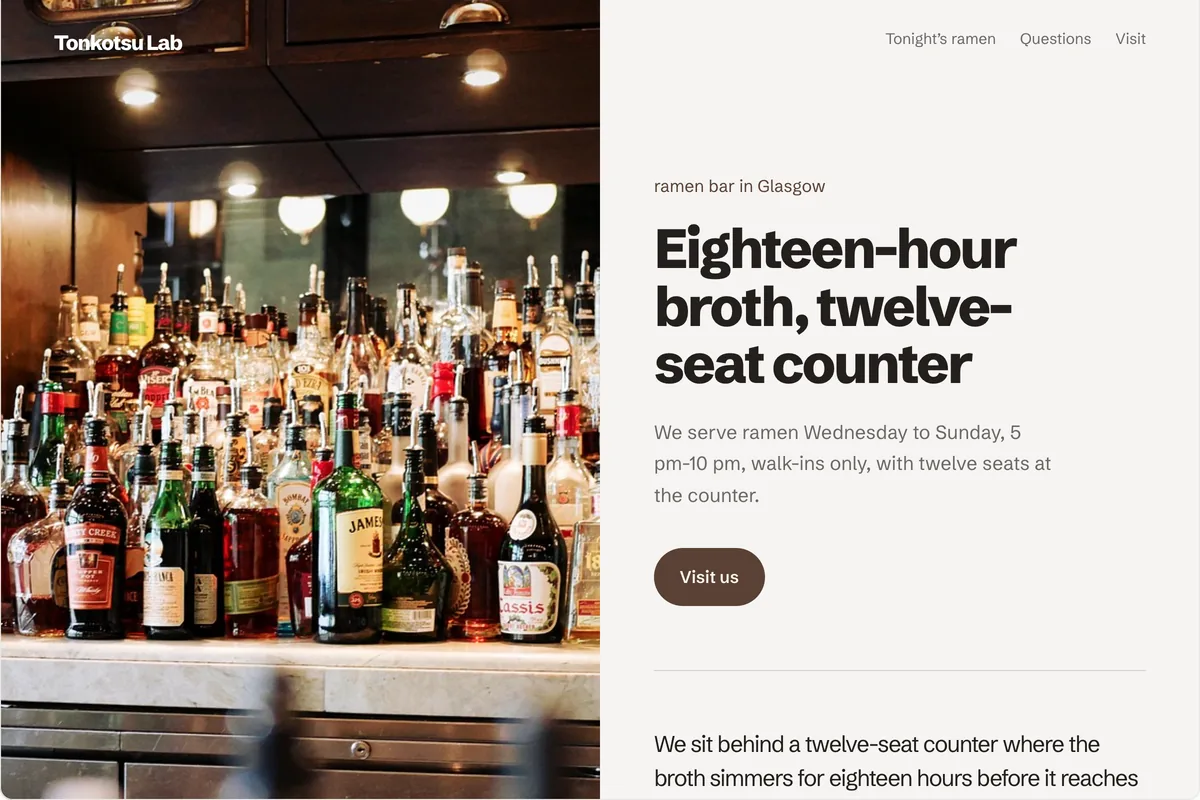 Tonkotsu Lab
Tonight’s ramen Questions Visit
ramen bar in Glasgow
Eighteen-hour
broth, twelve-
seat counter
We serve ramen Wednesday to Sunday, 5
pm-10 pm, walk-ins only, with twelve seats at
the counter.
Visit us
We sit behind a twelve-seat counter where the
broth simmers for eighteen hours before it reaches
JAMES
Cassis
BOMBAY